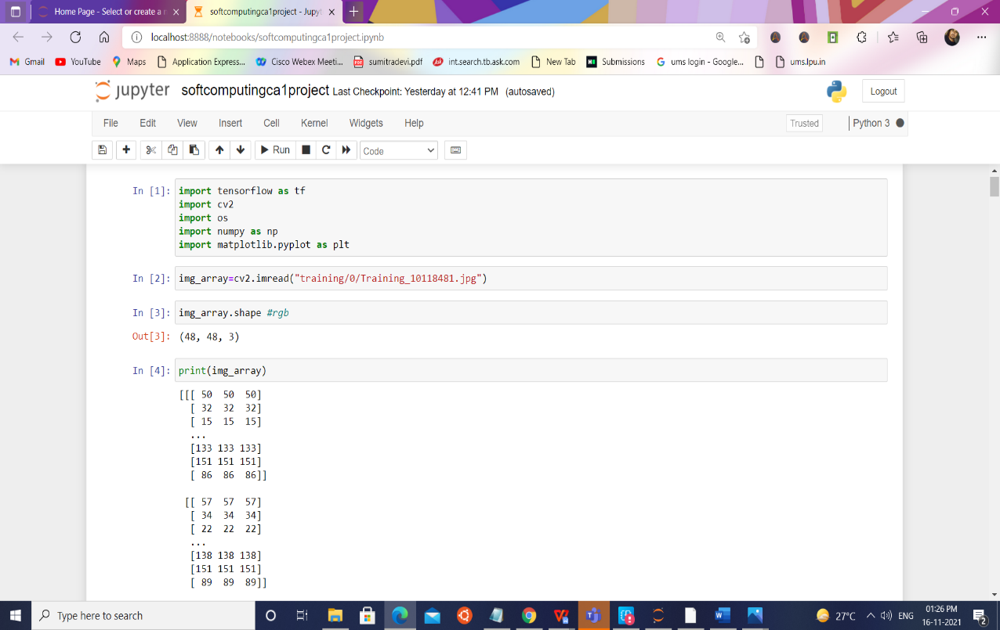 Home Page - Select or create a n
softcomputingca1project - Jupyt
localhost:8888/notebooks/softcomputingca1project.ipynb
Gmail YouTube Maps Application Express... Cisco Webex Meeti... sumitradevi.pdf int.search.tb.ask.com New Tab Submissions ums login - Google... ums.lpu.in
jupyter softcomputingca1project Last Checkpoint: Yesterday at 12:41 PM (autosaved)
Logout
File Edit View Insert Cell Kernel Widgets Help
Trusted Python 3
Run Code
In [1]: import tensorflow as tf
import cv2
import os
import numpy as np
import matplotlib.pyplot as plt
In [2]: img_array=cv2.imread("training/0/Training_10118481.jpg")
In [3]: img_array.shape #rgb
Out[3]: (48, 48, 3)
In [4]: print(img_array)
[[[ 50 50 50]
[ 32 32 32]
[ 15 15 15]
...
[133 133 133]
[151 151 151]
[ 86 86 86]]
[[ 57 57 57]
[ 34 34 34]
[ 22 22 22]
...
[138 138 138]
[151 151 151]
[ 89 89 89]]
Type here to search
27°C ENG
01:26 PM
16-11-2021
2